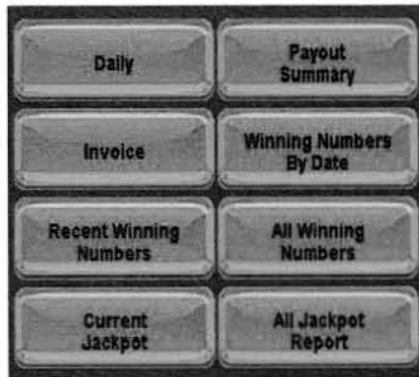 Daily
Payout
Summary
Invoice
Winning Numbers
By Date
Recent Winning
Numbers
All Winning
Numbers
Current
Jackpot
All Jackpot
Report